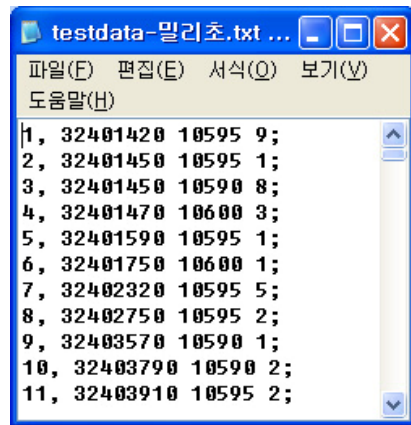 testdata-밀리초.txt ...
파일(F) 편집(E) 서식(O) 보기(V)
도움말(H)
1, 32401420 10595 9;
2, 32401450 10595 1;
3, 32401450 10590 8;
4, 32401470 10600 3;
5, 32401590 10595 1;
6, 32401750 10600 1;
7, 32402320 10595 5;
8, 32402750 10595 2;
9, 32403570 10590 1;
10, 32403790 10590 2;
11, 32403910 10595 2;